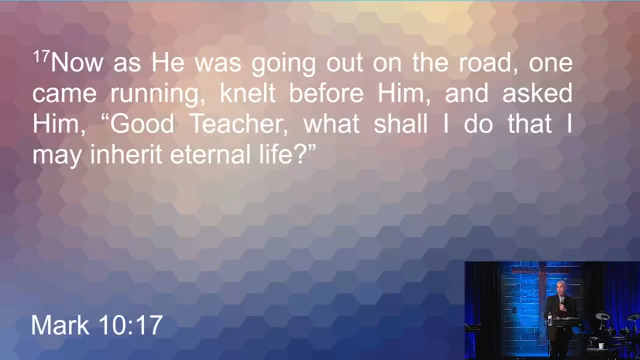 17Now as He was going out on the road, one
came running, knelt before Him, and asked
Him, “Good Teacher, what shall I do that I
may inherit eternal life?”
Mark 10:17